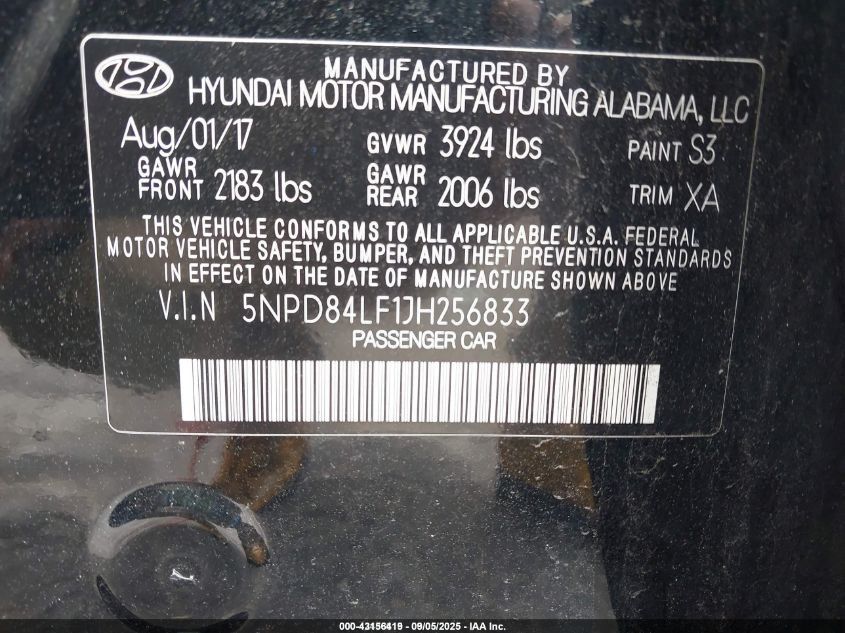 MANUFACTURED BY
HYUNDAI MOTOR MANUFACTURING ALABAMA, LLC
Aug/01/17 GVWR 3924 lbs PAINT S3
GAWR FRONT 2183 lbs GAWR REAR 2006 lbs TRIM XA
THIS VEHICLE CONFORMS TO ALL APPLICABLE U.S.A. FEDERAL
MOTOR VEHICLE SAFETY, BUMPER, AND THEFT PREVENTION STANDARDS
IN EFFECT ON THE DATE OF MANUFACTURE SHOWN ABOVE
V.I.N 5NPD84LF1JH256833
PASSENGER CAR
000-43156419 - 09/05/2025 - IAA Inc.